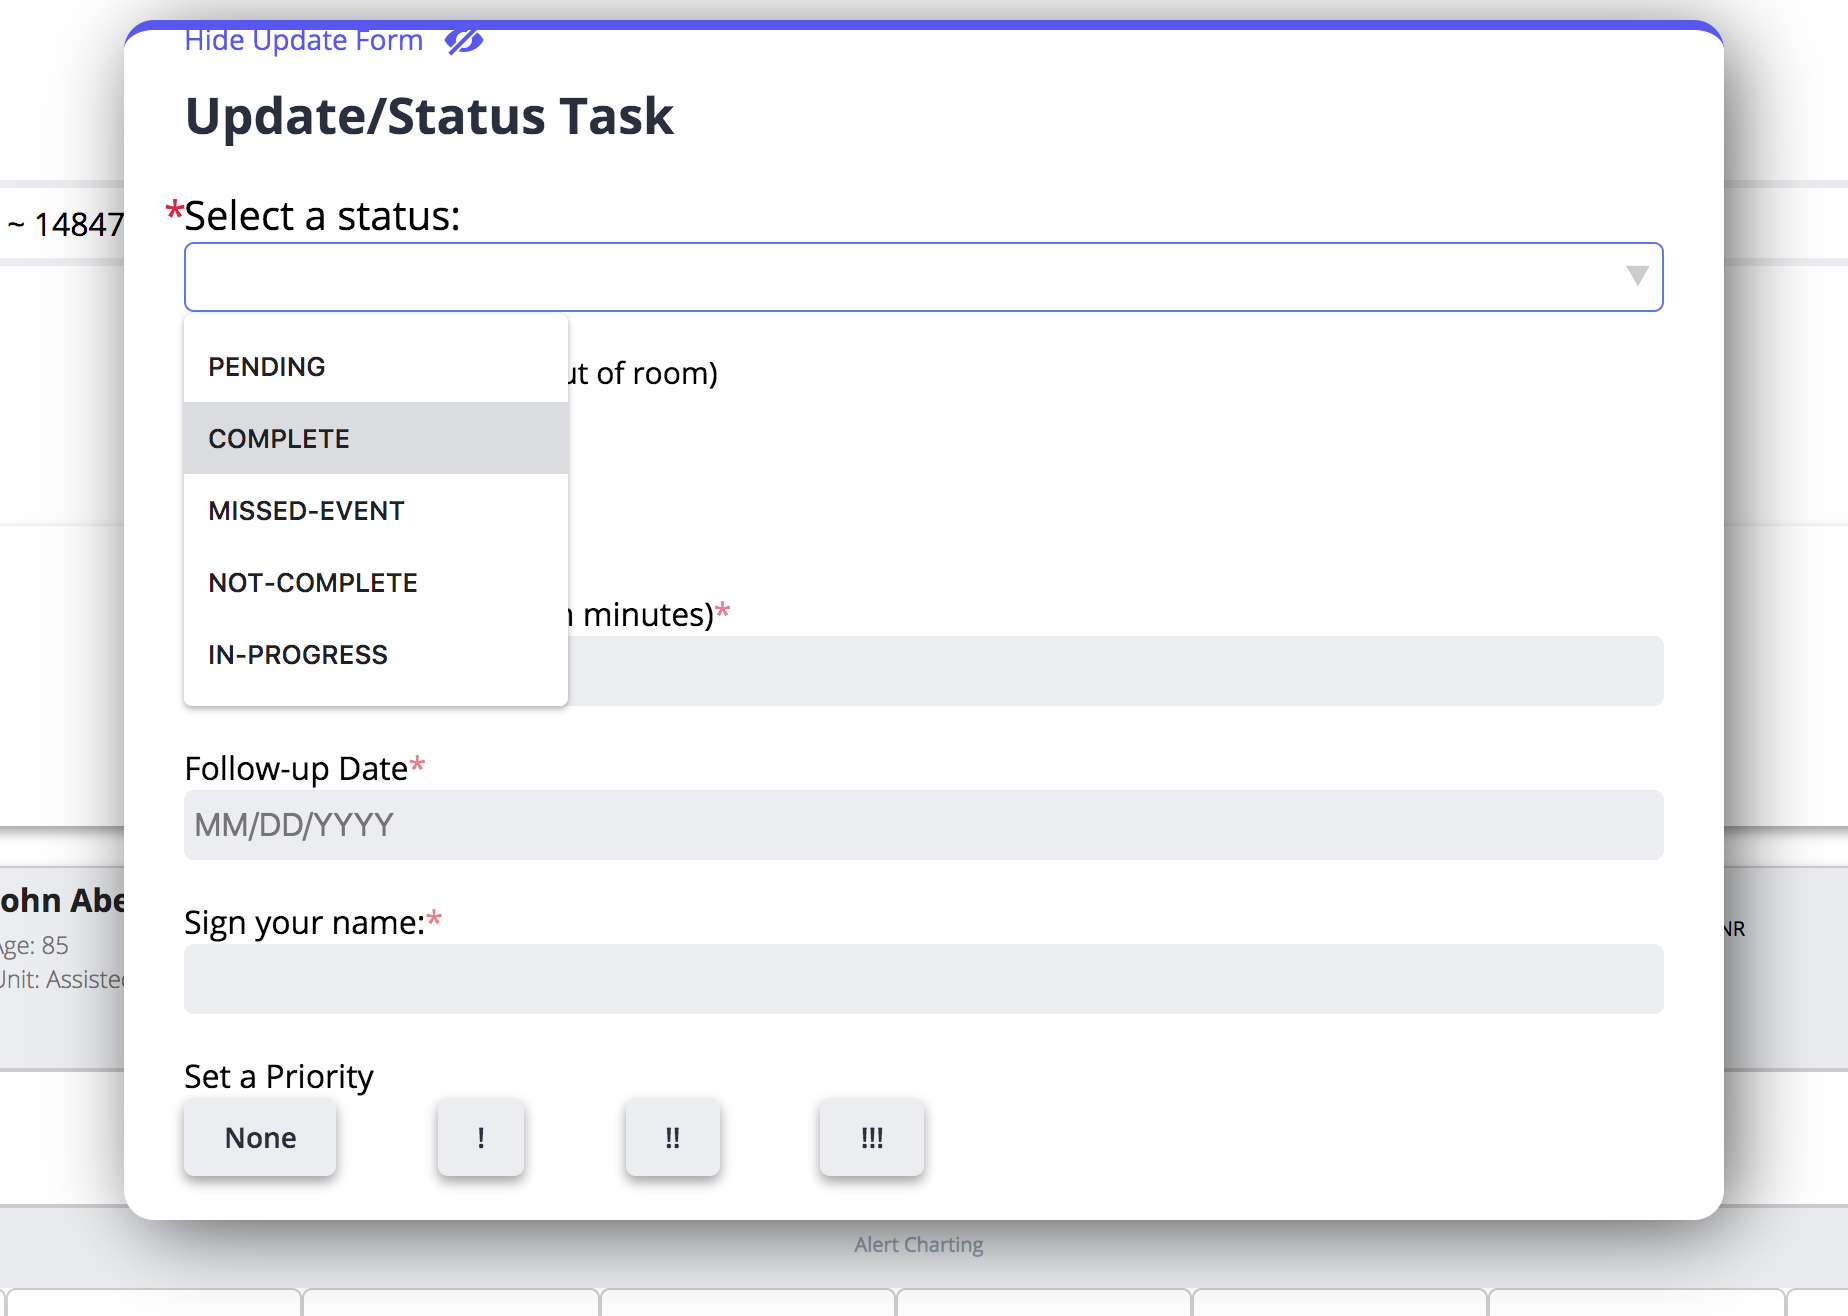 Hide Update Form
Update/Status Task
*Select a status:
~ 14847
PENDING
ut of room)
COMPLETE
MISSED-EVENT
NOT-COMPLETE
minutes)*
IN-PROGRESS
Follow-up Date*
MM/DD/YYYY
ohn Abe
Sign your name:*
NR
Age: 85
Unit: Assisted
Set a Priority
None ! !! !!!
Alert Charting